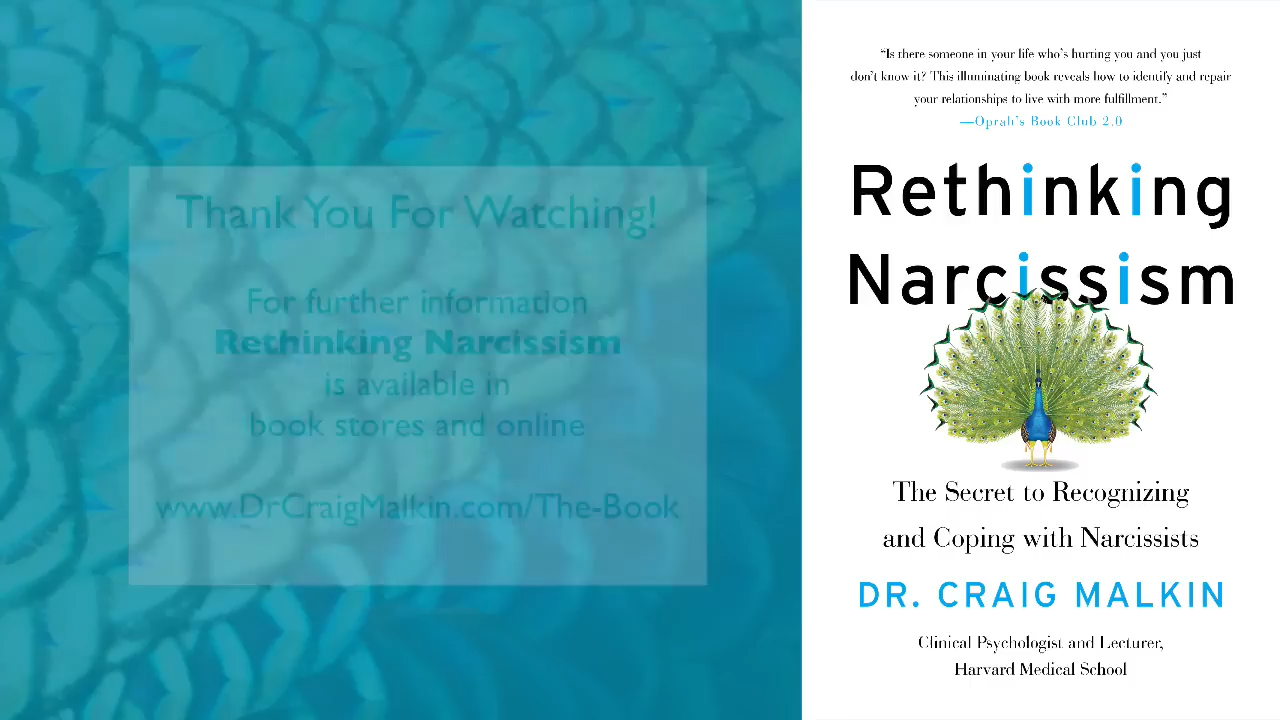 Thank You For Watching!
For further information
Rethinking Narcissism
is available in
book stores and online
www.DrCraigMalkin.com/The-Book
“Is there someone in your life who’s hurting you and you just
don’t know it? This illuminating book reveals how to identify and repair
your relationships to live with more fulfillment.”
—Oprah’s Book Club 2.0
Rethinking
Narcissism
The Secret to Recognizing
and Coping with Narcissists
DR. CRAIG MALKIN
Clinical Psychologist and Lecturer,
Harvard Medical School